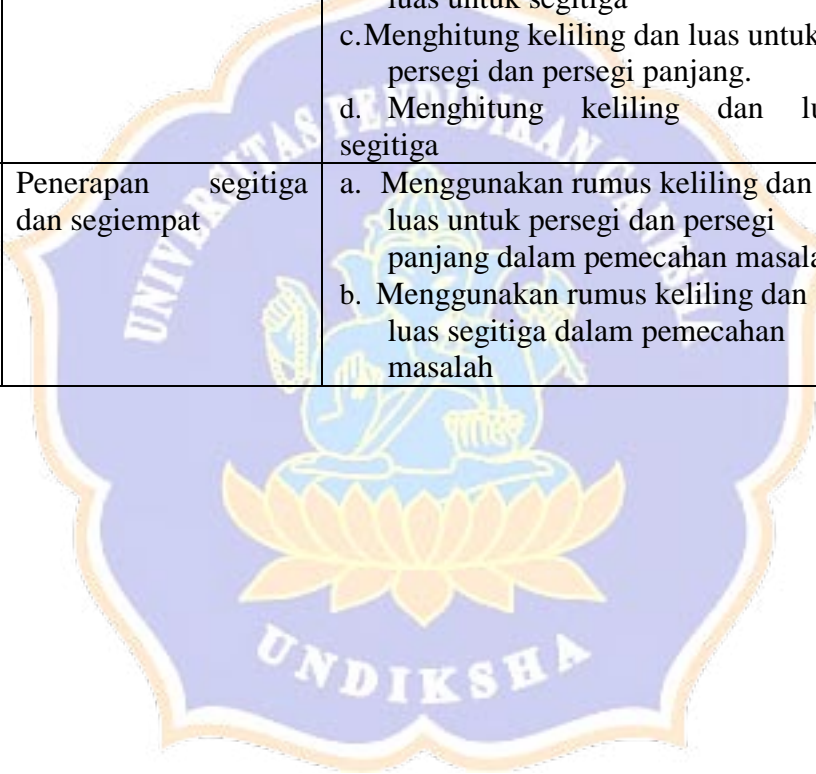 luas untuk segitiga
c.Menghitung keliling dan luas untuk
persegi dan persegi panjang.
d. Menghitung keliling dan lu
segitiga
Penerapan segitiga
dan segiempat
a. Menggunakan rumus keliling dan
luas untuk persegi dan persegi
panjang dalam pemecahan masala
b. Menggunakan rumus keliling dan
luas segitiga dalam pemecahan
masalah
UNIVERSITAS PENDIDIKAN GANESHA
UNDIKSHA